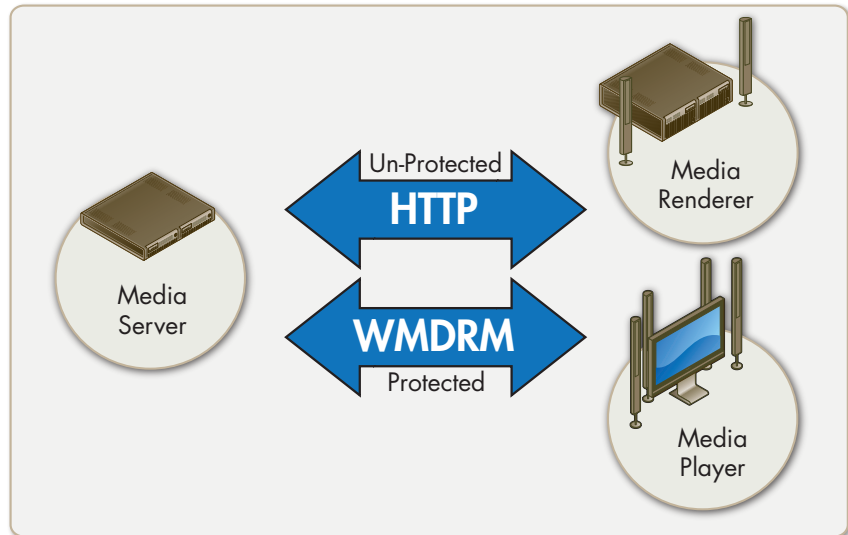 Media
Server
Un-Protected
HTTP
WMDRM
Protected
Media
Renderer
Media
Player